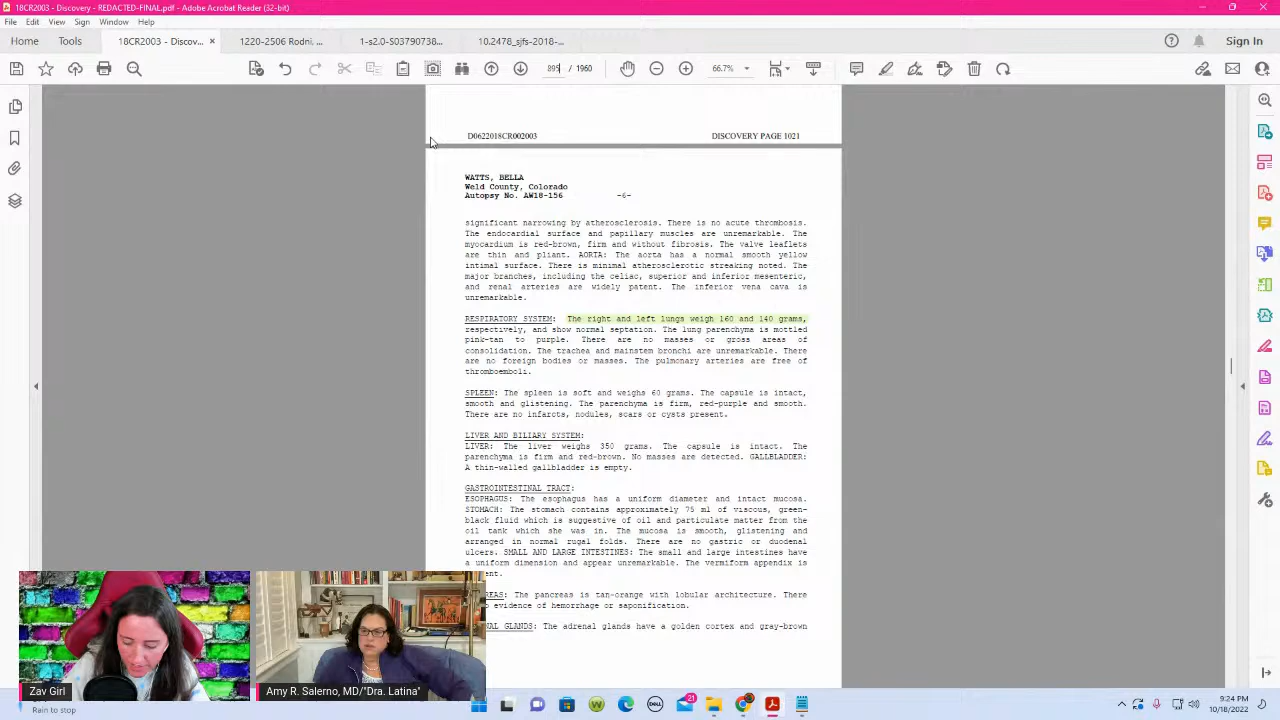 18CR2003 - Discovery - REDACTED-FINAL.pdf - Adobe Acrobat Reader (32-bit)
File Edit View Sign Window Help
Home Tools 18CR2003 - Discov... × 1220-2506 Rodni, ... 1-s2.0-S03790738... 10.2478_sjfs-2018-... Sign In
895 / 1960 66.7%
D0622018CR002003 DISCOVERY PAGE 1021
WATTS, BELLA
Weld County, Colorado
Autopsy No. AW18-156 -6-
significant narrowing by atherosclerosis. There is no acute thrombosis.
The endocardial surface and papillary muscles are unremarkable. The
myocardium is red-brown, firm and without fibrosis. The valve leaflets
are thin and pliant. AORTA: The aorta has a normal smooth yellow
intimal surface. There is minimal atherosclerotic streaking noted. The
major branches, including the celiac, superior and inferior mesenteric,
and renal arteries are widely patent. The inferior vena cava is
unremarkable.
RESPIRATORY SYSTEM: The right and left lungs weigh 160 and 140 grams,
respectively, and show normal septation. The lung parenchyma is mottled
pink-tan to purple. There are no masses or gross areas of
consolidation. The trachea and mainstem bronchi are unremarkable. There
are no foreign bodies or masses. The pulmonary arteries are free of
thromboemboli.
SPLEEN: The spleen is soft and weighs 60 grams. The capsule is intact,
smooth and glistening. The parenchyma is firm, red-purple and smooth.
There are no infarcts, nodules, scars or cysts present.
LIVER AND BILIARY SYSTEM:
LIVER: The liver weighs 350 grams. The capsule is intact. The
parenchyma is firm and red-brown. No masses are detected. GALLBLADDER:
A thin-walled gallbladder is empty.
GASTROINTESTINAL TRACT:
ESOPHAGUS: The esophagus has a uniform diameter and intact mucosa.
STOMACH: The stomach contains approximately 75 ml of viscous, green-
black fluid which is suggestive of oil and particulate matter from the
oil tank which she was in. The mucosa is smooth, glistening and
arranged in normal rugal folds. There are no gastric or duodenal
ulcers. SMALL AND LARGE INTESTINES: The small and large intestines have
a uniform dimension and appear unremarkable. The vermiform appendix is
ent.
REAS: The pancreas is tan-orange with lobular architecture. There
evidence of hemorrhage or saponification.
NAL GLANDS: The adrenal glands have a golden cortex and gray-brown
Zav Girl
Amy R. Salerno, MD/"Dra. Latina"
Rain to stop
21
9:24 PM
10/18/2022